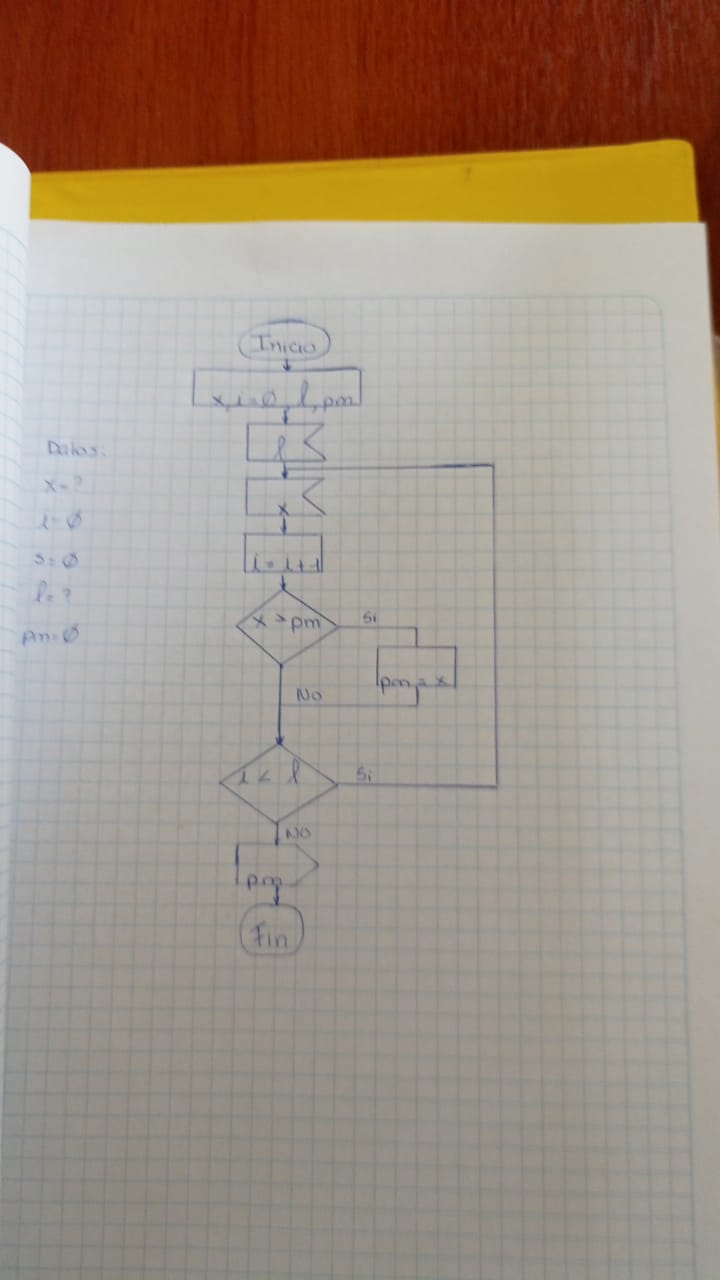 Inicio
x, i=Ø, l, pm
l
Datos:
x=?
i=Ø
s=Ø
l=?
pm=Ø
x
i=i+1
x > pm
Si
pm = x
No
i < l
Si
NO
pm
Fin